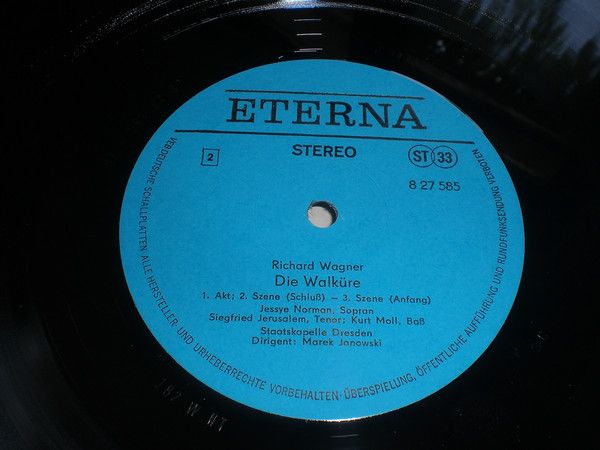 ETERNA
STEREO
2
ST 33
8 27 585
Richard Wagner
Die Walküre
1. Akt; 2. Szene (Schluß) – 3. Szene (Anfang)
Jessye Norman, Sopran
Siegfried Jerusalem, Tenor; Kurt Moll, Baß
Staatskapelle Dresden
Dirigent: Marek Janowski
VEB DEUTSCHE SCHALLPLATTEN ALLE HERSTELLER- UND URHEBERRECHTE VORBEHALTEN · ÜBERSPIELUNG, ÖFFENTLICHE AUFFÜHRUNG UND RUNDFUNKSENDUNG VERBOTEN